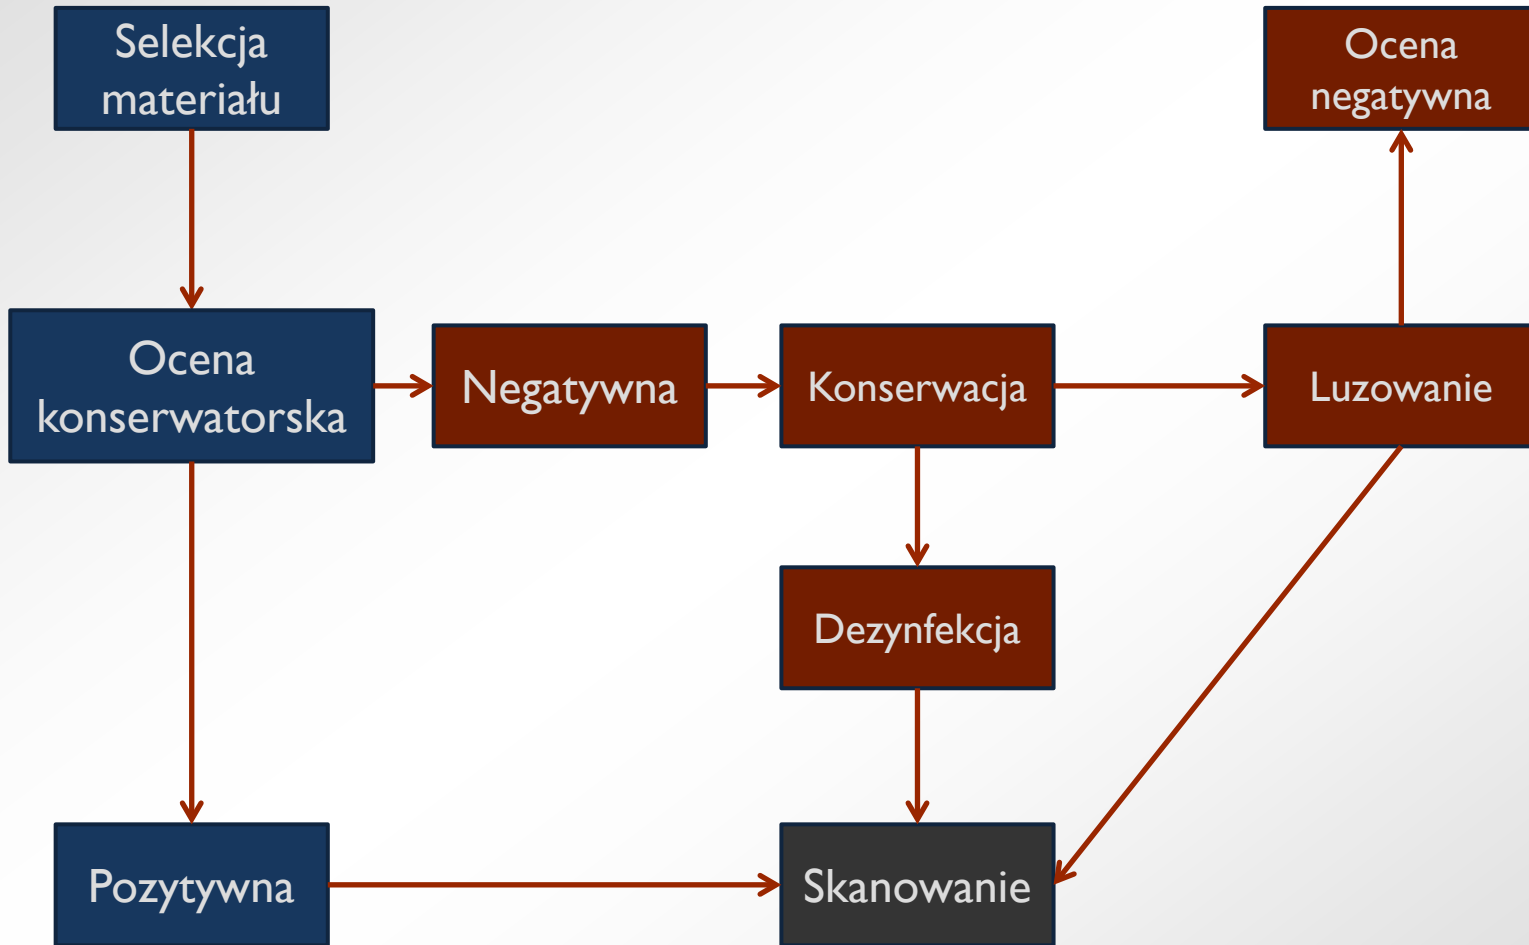 Selekcja
materiału
Ocena
negatywna
Ocena
konserwatorska
Negatywna
Konserwacja
Luzowanie
Dezynfekcja
Pozytywna
Skanowanie